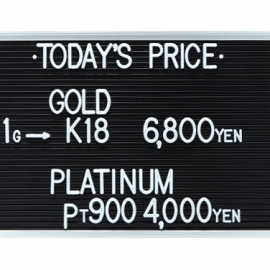 ·TODAY'S PRICE·
GOLD
1G→ K18 6,800YEN
PLATINUM
PT900 4,000YEN